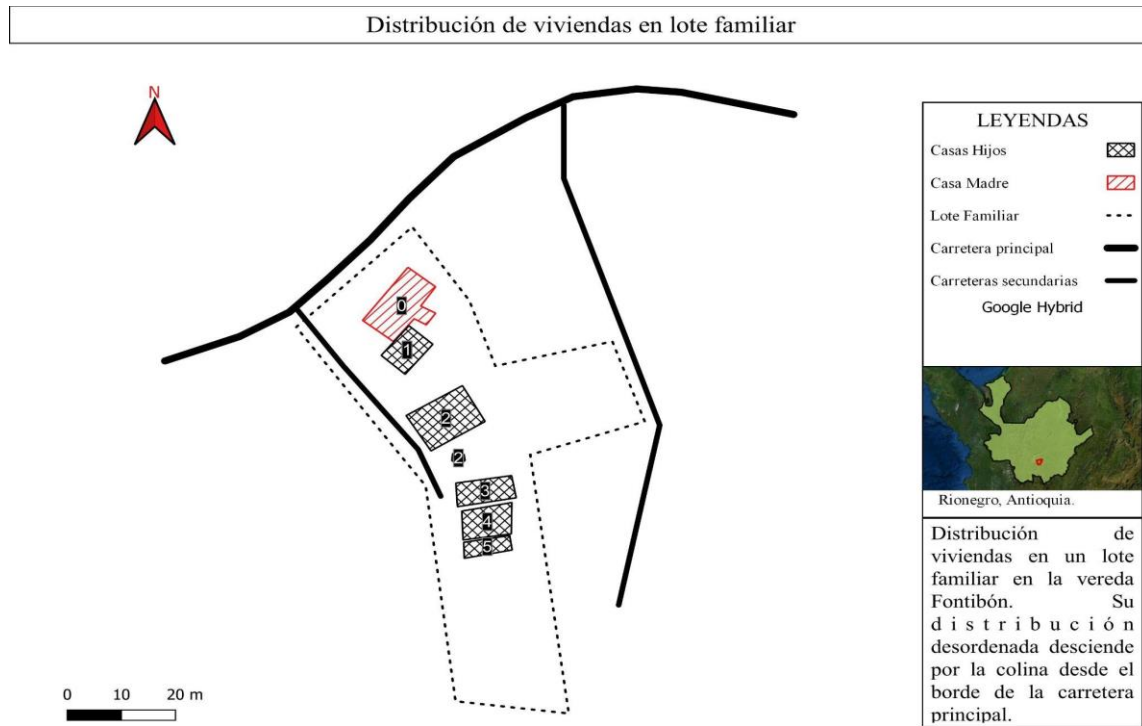 Distribución de viviendas en lote familiar
N
0
1
2
2
3
4
5
0 10 20 m
LEYENDAS
Casas Hijos
Casa Madre
Lote Familiar
Carretera principal
Carreteras secundarias
Google Hybrid
Rionegro, Antioquia.
Distribución de
viviendas en un lote
familiar en la vereda
Fontibón. Su
distribución
desordenada desciende
por la colina desde el
borde de la carretera
principal.